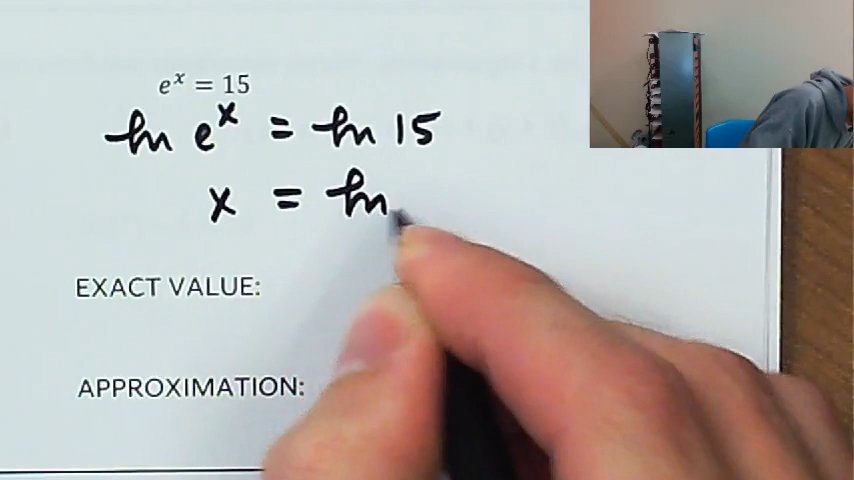 e^x = 15
ln e^x = ln 15
x = ln
EXACT VALUE:
APPROXIMATION: